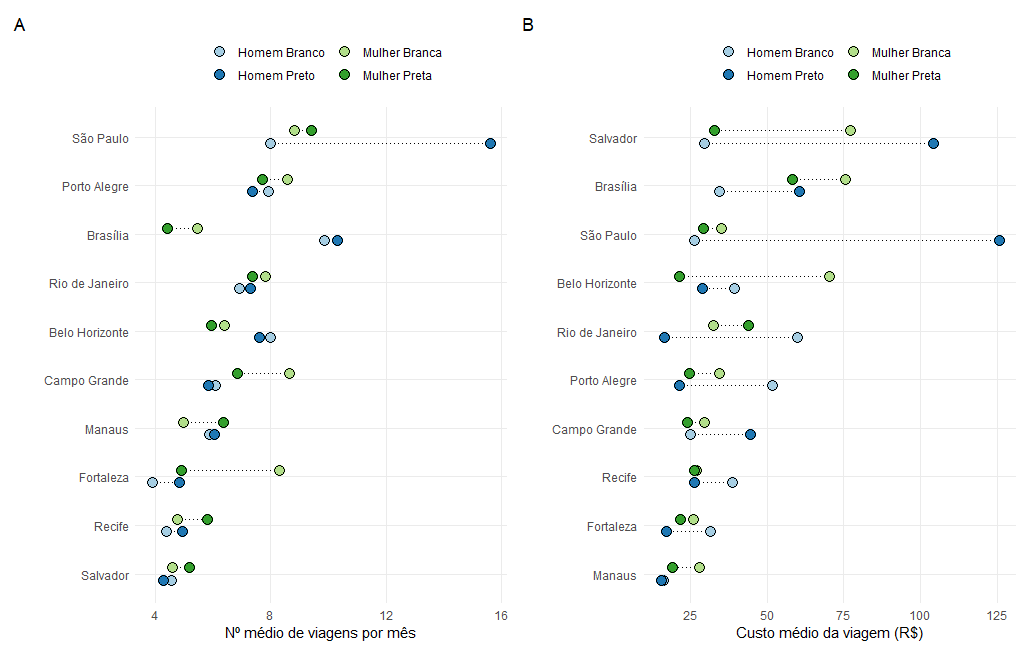 A
Homem Branco
Mulher Branca
Homem Preto
Mulher Preta
São Paulo
Porto Alegre
Brasília
Rio de Janeiro
Belo Horizonte
Campo Grande
Manaus
Fortaleza
Recife
Salvador
4
8
12
16
Nº médio de viagens por mês
B
Homem Branco
Mulher Branca
Homem Preto
Mulher Preta
Salvador
Brasília
São Paulo
Belo Horizonte
Rio de Janeiro
Porto Alegre
Campo Grande
Recife
Fortaleza
Manaus
25
50
75
100
125
Custo médio da viagem (R$)